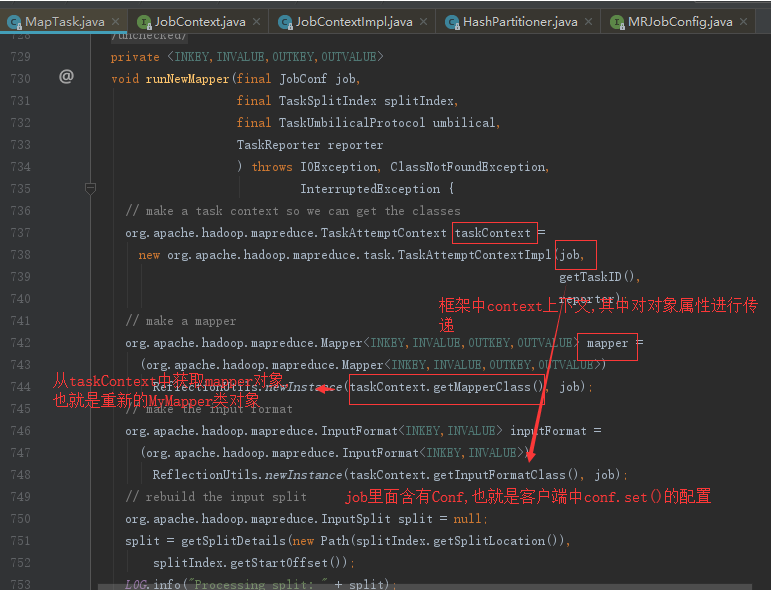 MapTask.java × JobContext.java × JobContextImpl.java × HashPartitioner.java × MRJobConfig.java ×
728 /unchecked/
729 private <INKEY,INVALUE,OUTKEY,OUTVALUE>
730 @ void runNewMapper(final JobConf job,
731 final TaskSplitIndex splitIndex,
732 final TaskUmbilicalProtocol umbilical,
733 TaskReporter reporter
734 ) throws IOException, ClassNotFoundException,
735 InterruptedException {
736 // make a task context so we can get the classes
737 org.apache.hadoop.mapreduce.TaskAttemptContext taskContext =
738 new org.apache.hadoop.mapreduce.task.TaskAttemptContextImpl(job,
739 getTaskID(),
740 reporter)
框架中context上下文,其中对对象属性进行传
递
741 // make a mapper
742 org.apache.hadoop.mapreduce.Mapper<INKEY,INVALUE,OUTKEY,OUTVALUE> mapper =
743 (org.apache.hadoop.mapreduce.Mapper<INKEY,INVALUE,OUTKEY,OUTVALUE>)
744 ReflectionUtils.newInstance(taskContext.getMapperClass(), job);
从taskContext中获取mapper对象,
也就是重新的MyMapper类对象
745 // make the input format
746 org.apache.hadoop.mapreduce.InputFormat<INKEY,INVALUE> inputFormat =
747 (org.apache.hadoop.mapreduce.InputFormat<INKEY,INVALUE>)
748 ReflectionUtils.newInstance(taskContext.getInputFormatClass(), job);
749 // rebuild the input split
job里面含有Conf,也就是客户端中conf.set()的配置
750 org.apache.hadoop.mapreduce.InputSplit split = null;
751 split = getSplitDetails(new Path(splitIndex.getSplitLocation()),
752 splitIndex.getStartOffset());
753 LOG.info("Processing split: " + split);